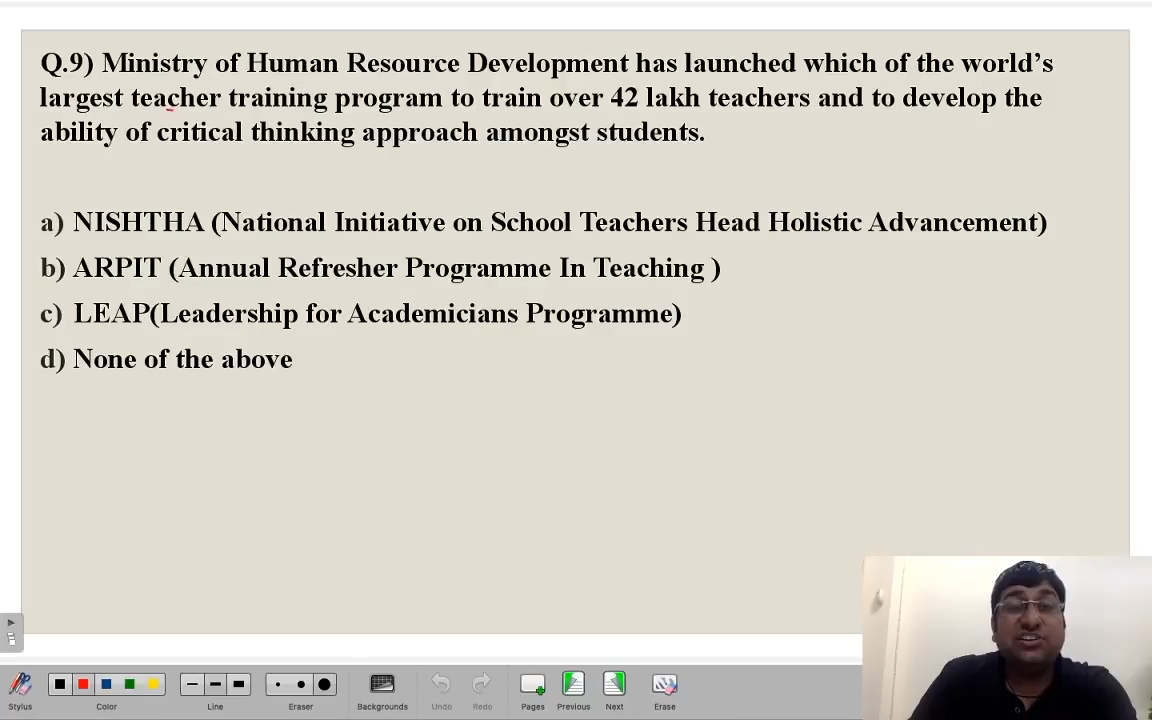 Q.9) Ministry of Human Resource Development has launched which of the world's
largest teacher training program to train over 42 lakh teachers and to develop the
ability of critical thinking approach amongst students.
a) NISHTHA (National Initiative on School Teachers Head Holistic Advancement)
b) ARPIT (Annual Refresher Programme In Teaching )
c) LEAP(Leadership for Academicians Programme)
d) None of the above
Stylus Color Line Eraser Backgrounds Undo Redo Pages Previous Next Erase